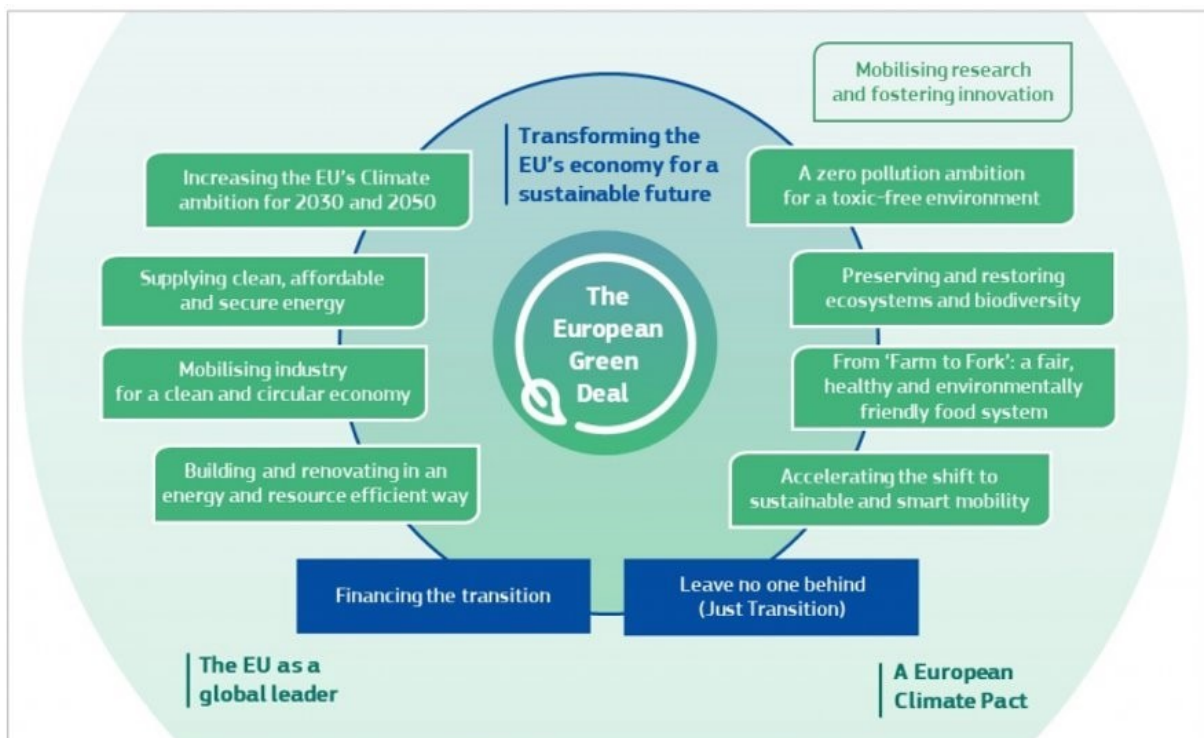 Mobilising research
and fostering innovation
Transforming the
EU's economy for a
sustainable future
Increasing the EU's Climate
ambition for 2030 and 2050
A zero pollution ambition
for a toxic-free environment
Supplying clean, affordable
and secure energy
Preserving and restoring
ecosystems and biodiversity
The
European
Green
Deal
Mobilising industry
for a clean and circular economy
From ‘Farm to Fork’: a fair,
healthy and environmentally
friendly food system
Building and renovating in an
energy and resource efficient way
Accelerating the shift to
sustainable and smart mobility
Financing the transition
Leave no one behind
(Just Transition)
The EU as a
global leader
A European
Climate Pact